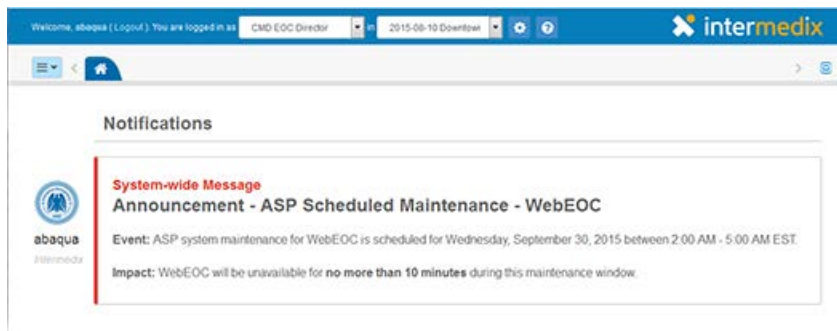 Welcome, abaqua ( Logout ). You are logged in as CMD EOC Director in 2015-08-10 Downtown intermedix
Notifications
System-wide Message
Announcement - ASP Scheduled Maintenance - WebEOC
abaqua
Intermedix
Event: ASP system maintenance for WebEOC is scheduled for Wednesday, September 30, 2015 between 2:00 AM - 5:00 AM EST.
Impact: WebEOC will be unavailable for no more than 10 minutes during this maintenance window.